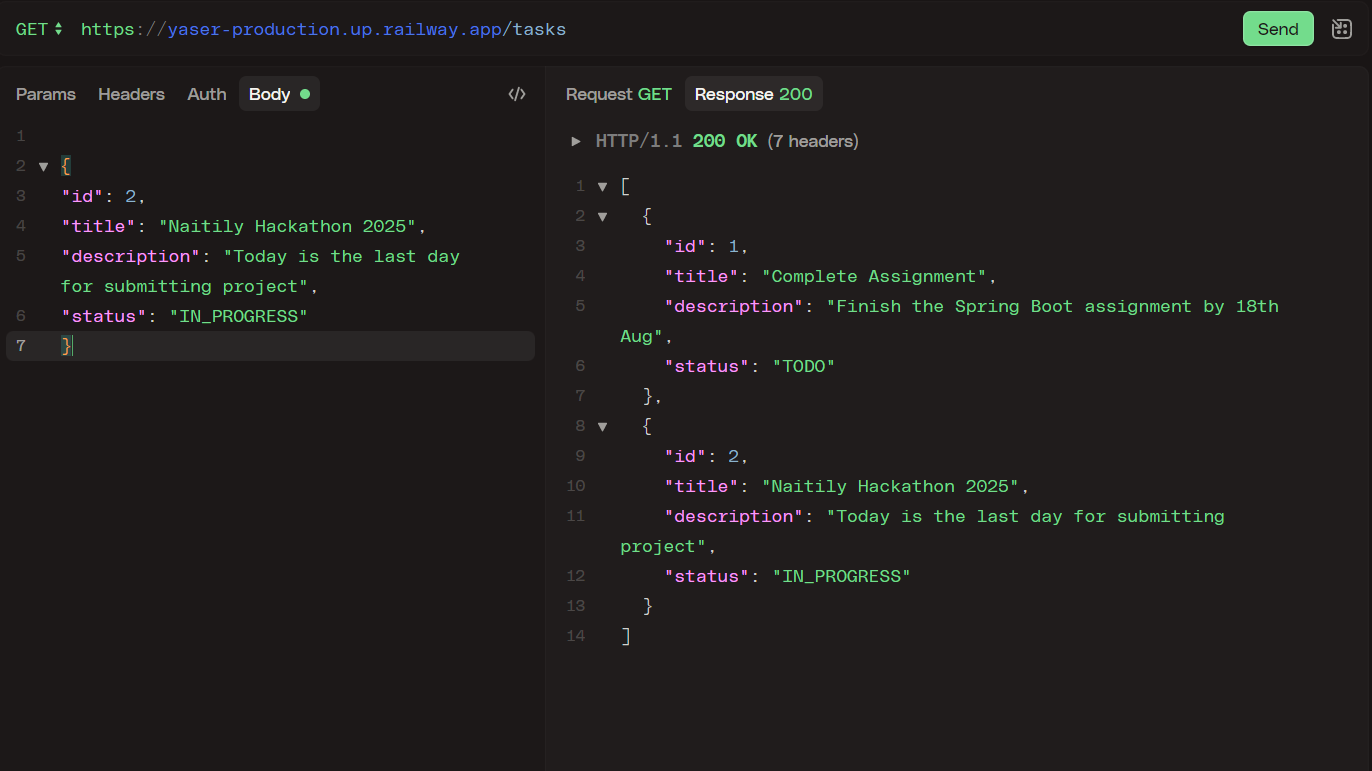 GET https://yaser-production.up.railway.app/tasks Send
Params Headers Auth Body
Request GET Response 200
HTTP/1.1 200 OK (7 headers)
1
2 {
3 "id": 2,
4 "title": "Naitily Hackathon 2025",
5 "description": "Today is the last day
for submitting project",
6 "status": "IN_PROGRESS"
7 }
1 [
2 {
3 "id": 1,
4 "title": "Complete Assignment",
5 "description": "Finish the Spring Boot assignment by 18th
Aug",
6 "status": "TODO"
7 },
8 {
9 "id": 2,
10 "title": "Naitily Hackathon 2025",
11 "description": "Today is the last day for submitting
project",
12 "status": "IN_PROGRESS"
13 }
14 ]